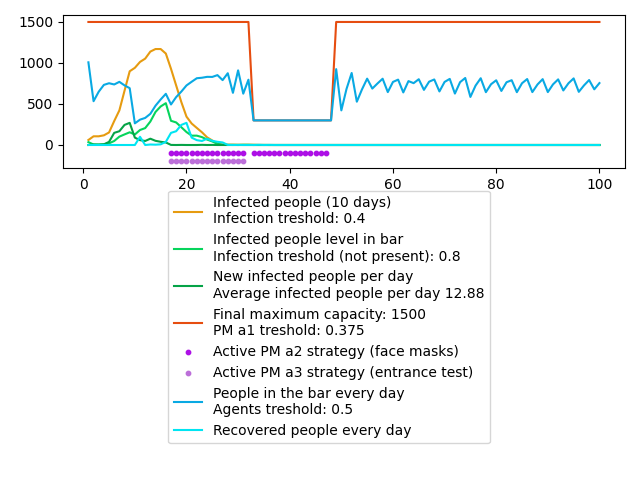 1500
1000
500
0
0 20 40 60 80 100
Infected people (10 days)
Infection treshold: 0.4
Infected people level in bar
Infection treshold (not present): 0.8
New infected people per day
Average infected people per day 12.88
Final maximum capacity: 1500
PM a1 treshold: 0.375
Active PM a2 strategy (face masks)
Active PM a3 strategy (entrance test)
People in the bar every day
Agents treshold: 0.5
Recovered people every day